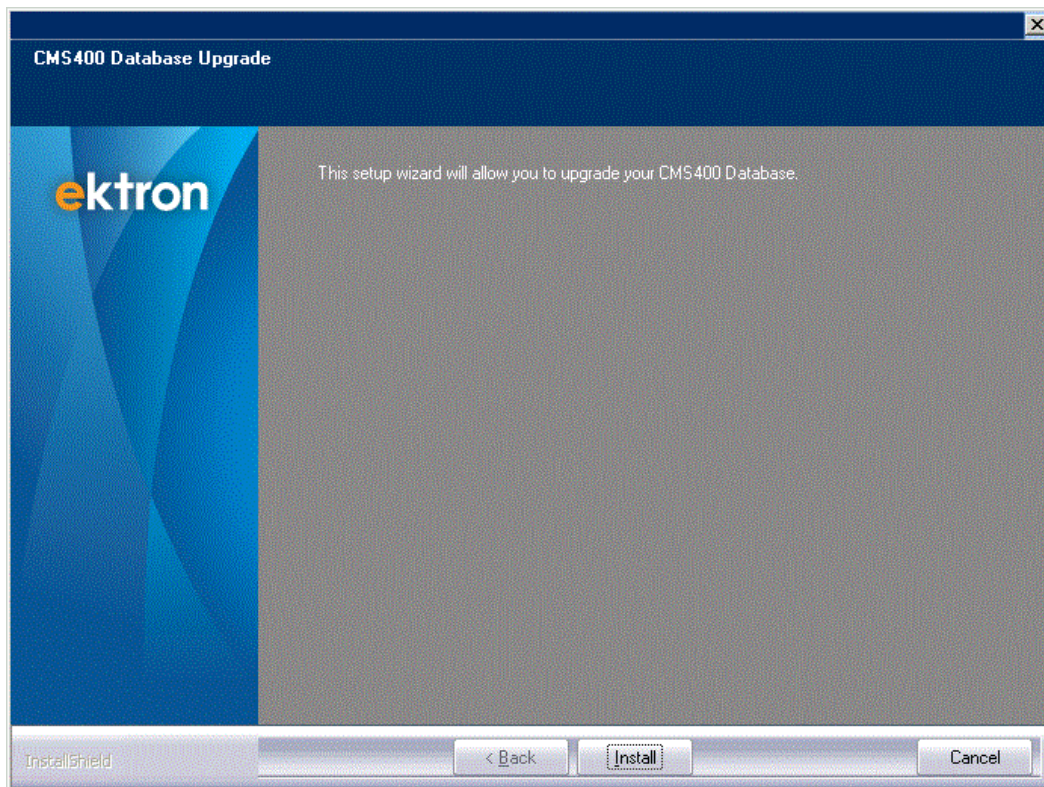 CMS400 Database Upgrade
ektron
This setup wizard will allow you to upgrade your CMS400 Database.
InstallShield
< Back
Install
Cancel